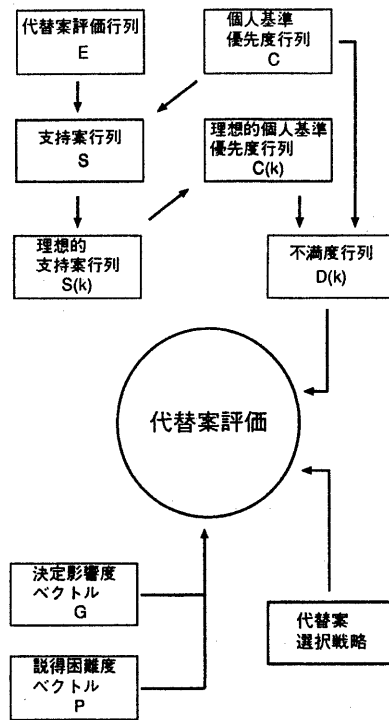 代替案評価行列
E
個人基準
優先度行列
C
支持案行列
S
理想的個人基準
優先度行列
C(k)
理想的
支持案行列
S(k)
不満度行列
D(k)
代替案評価
決定影響度
ベクトル
G
代替案
選択戦略
説得困難度
ベクトル
P